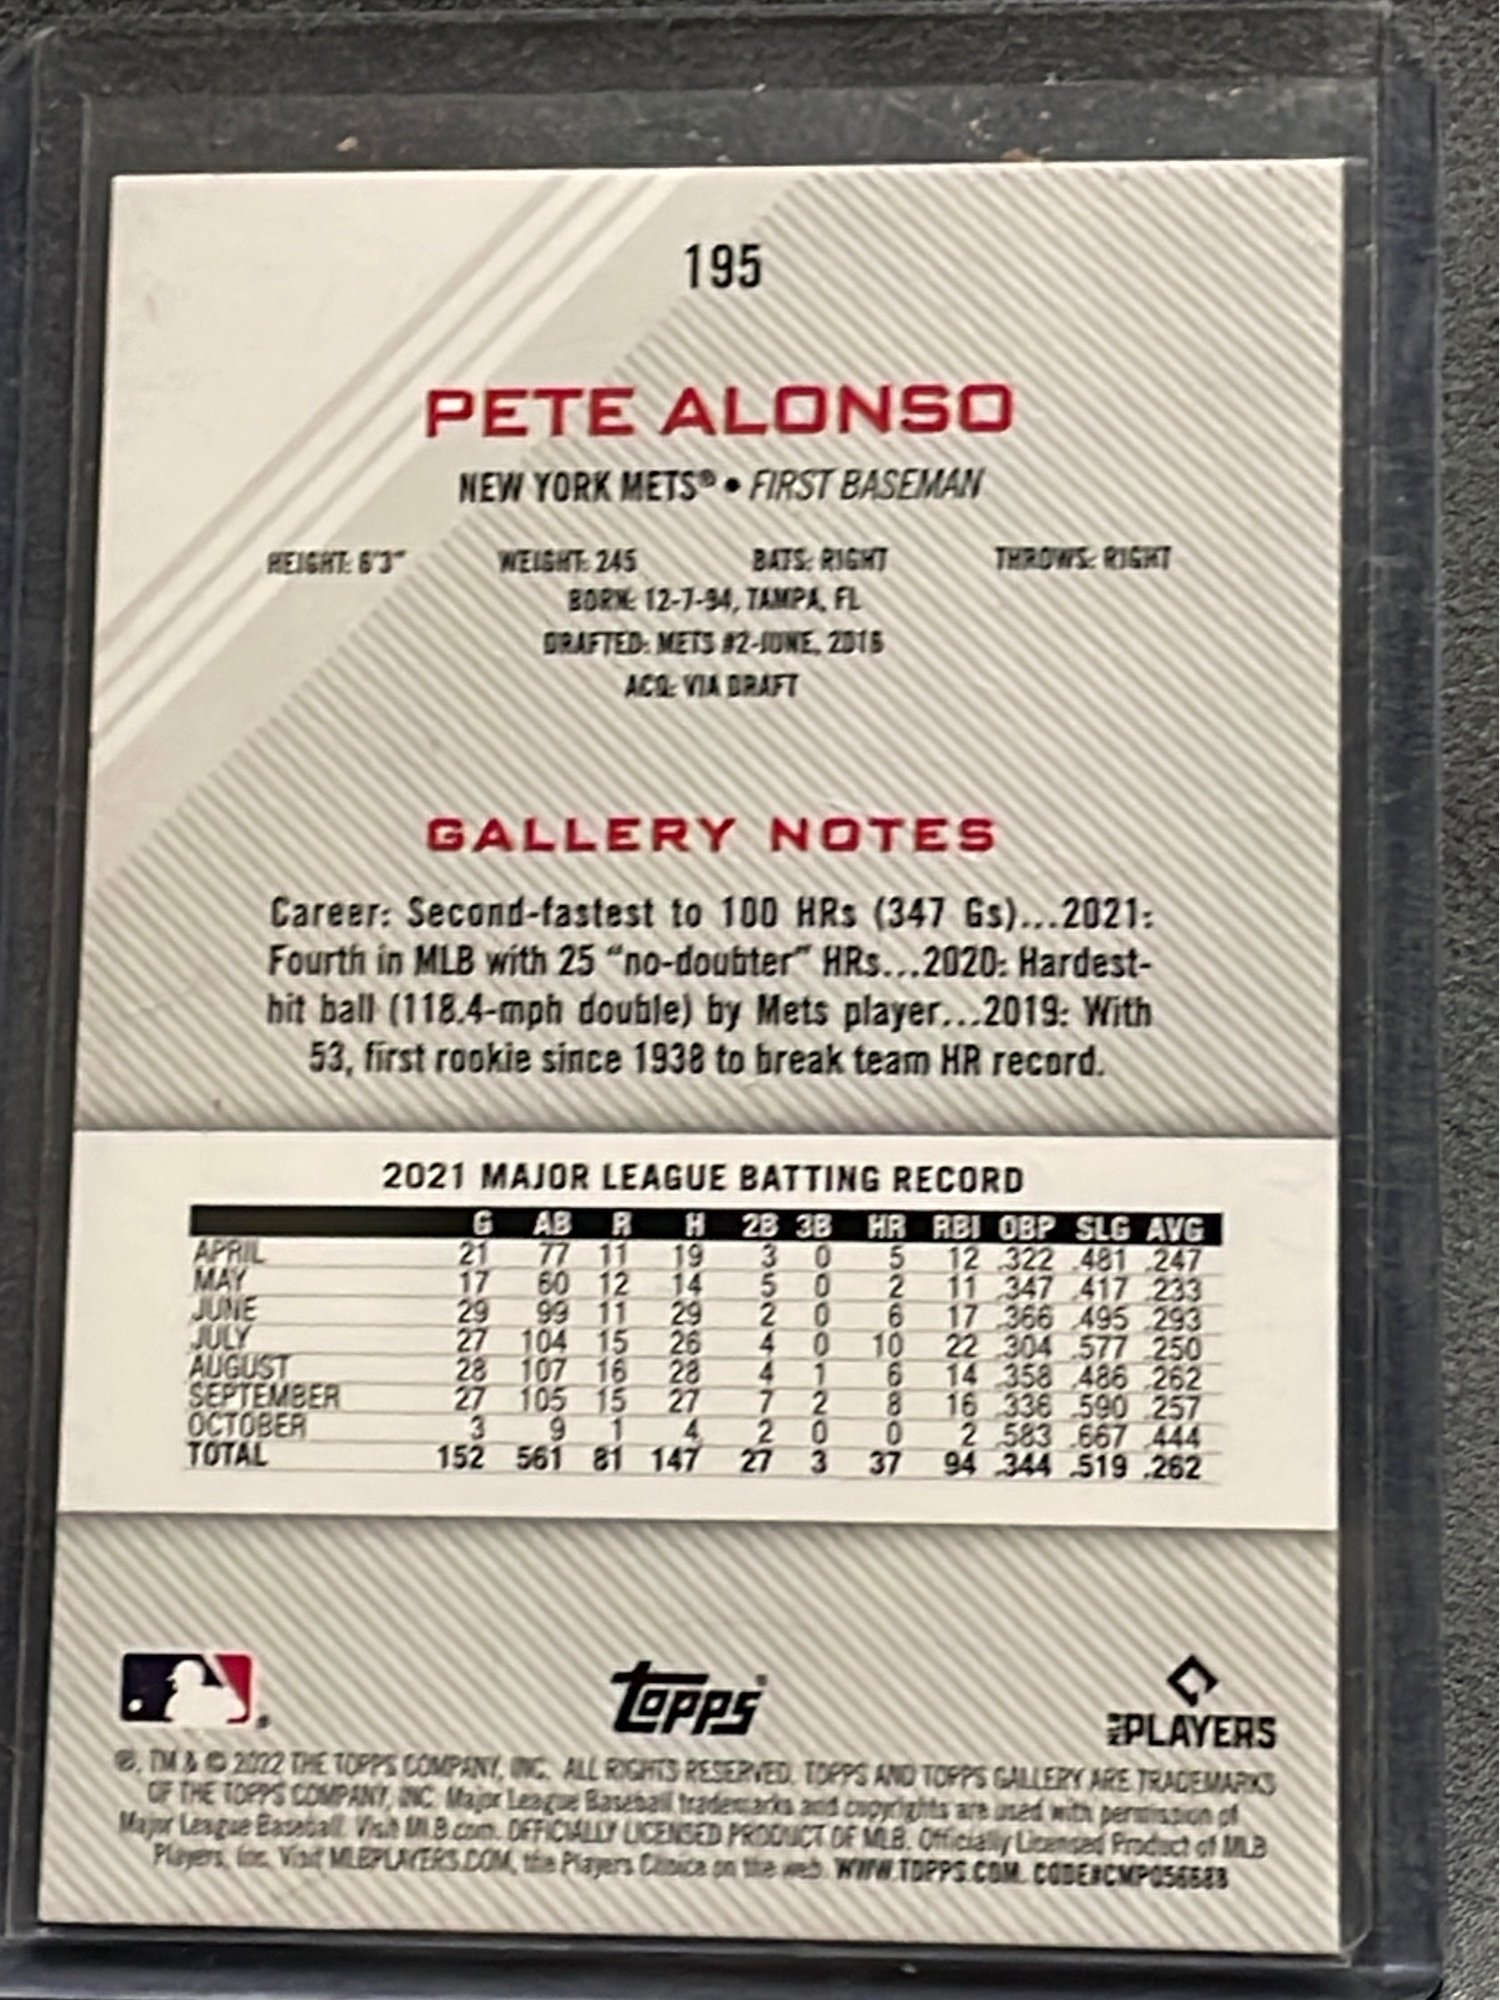 195
PETE ALONSO
NEW YORK METS® • FIRST BASEMAN
HEIGHT: 6'3" WEIGHT: 245 BATS: RIGHT THROWS: RIGHT
BORN: 12-7-94, TAMPA, FL
DRAFTED: METS #2-JUNE, 2016
ACQ: VIA DRAFT
GALLERY NOTES
Career: Second-fastest to 100 HRs (347 Gs)...2021:
Fourth in MLB with 25 “no-doubter” HRs...2020: Hardest-
hit ball (118.4-mph double) by Mets player...2019: With
53, first rookie since 1938 to break team HR record.
2021 MAJOR LEAGUE BATTING RECORD
G AB R H 2B 3B HR RBI OBP SLG AVG
APRIL 21 77 11 19 3 0 5 12 .322 .481 .247
MAY 17 60 12 14 5 0 2 11 .347 .417 .233
JUNE 29 99 11 29 2 0 6 17 .366 .495 .293
JULY 27 104 15 26 4 0 10 22 .304 .577 .250
AUGUST 28 107 16 28 4 1 6 14 .358 .486 .262
SEPTEMBER 27 105 15 27 7 2 8 16 .336 .590 .257
OCTOBER 3 9 1 4 2 0 0 2 .583 .667 .444
TOTAL 152 561 81 147 27 3 37 94 .344 .519 .262
topps®
MLB PLAYERS
®, TM & © 2022 THE TOPPS COMPANY, INC. ALL RIGHTS RESERVED. TOPPS AND TOPPS GALLERY ARE TRADEMARKS
OF THE TOPPS COMPANY, INC. Major League Baseball trademarks and copyrights are used with permission of
Major League Baseball. Visit MLB.com. OFFICIALLY LICENSED PRODUCT OF MLB. Officially Licensed Product of MLB
Players, Inc. Visit MLBPLAYERS.COM, the Players Choice on the web. WWW.TOPPS.COM. CODE#CMP056688